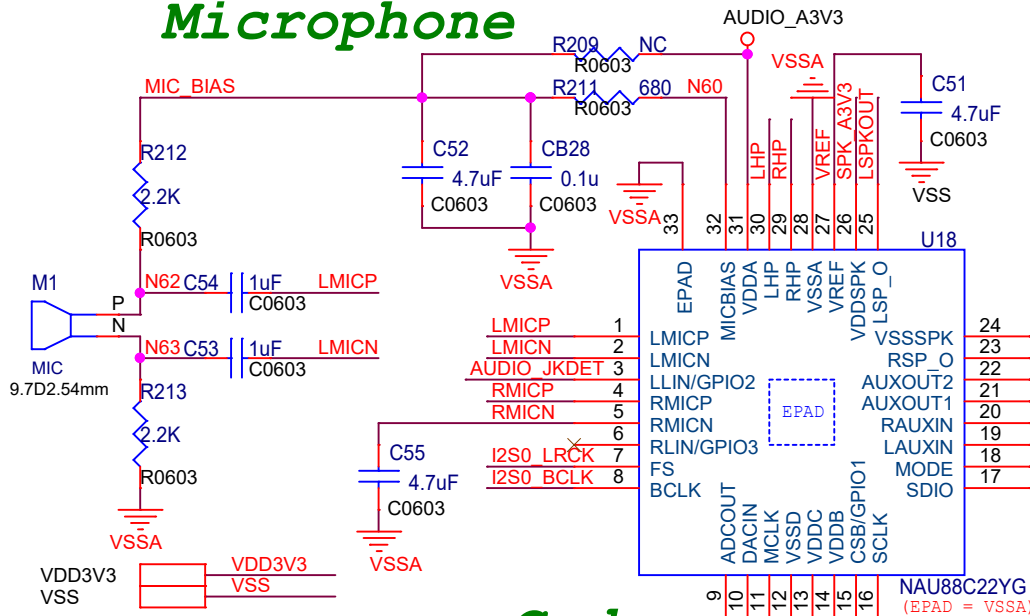 Microphone
AUDIO_A3V3
R209 NC
R0603
MIC_BIAS
R211 680 N60
R0603
VSSA
C51
4.7uF
C0603
VSS
R212
2.2K
R0603
C52
4.7uF
C0603
CB28
0.1u
C0603
VSSA
VSSA
LHP
RHP
VREF
SPK_A3V3
LSPKOUT
33
32
31
30
29
28
27
26
25
U18
M1
P
N
MIC
9.7D2.54mm
N62 C54 1uF LMICP
C0603
N63 C53 1uF LMICN
C0603
R213
2.2K
R0603
VSSA
EPAD
MICBIAS
VDDA
LHP
RHP
VSSA
VREF
VDDSPK
LSP_O
LMICP 1 LMICP
LMICN 2 LMICN
AUDIO_JKDET 3 LLIN/GPIO2
RMICP 4 RMICP
RMICN 5 RMICN
6 RLIN/GPIO3
I2S0_LRCK 7 FS
I2S0_BCLK 8 BCLK
EPAD
VSSSPK 24
RSP_O 23
AUXOUT2 22
AUXOUT1 21
RAUXIN 20
LAUXIN 19
MODE 18
SDIO 17
C55
4.7uF
C0603
VSSA
ADCOUT
DACIN
MCLK
VSSD
VDDC
VDDB
CSB/GPIO1
SCLK
9
10
11
12
13
14
15
16
NAU88C22YG
(EPAD = VSSA)
VDD3V3 VDD3V3
VSS VSS